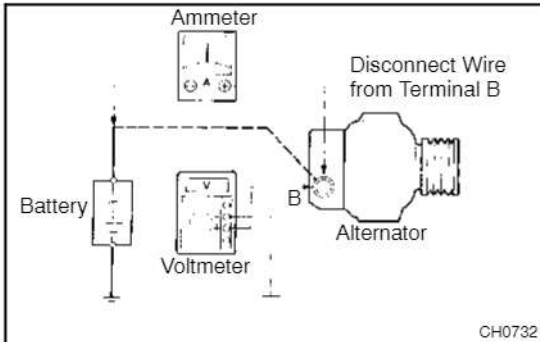 Ammeter
A
Disconnect Wire
from Terminal B
V
B
Battery
Alternator
Voltmeter
CH0732